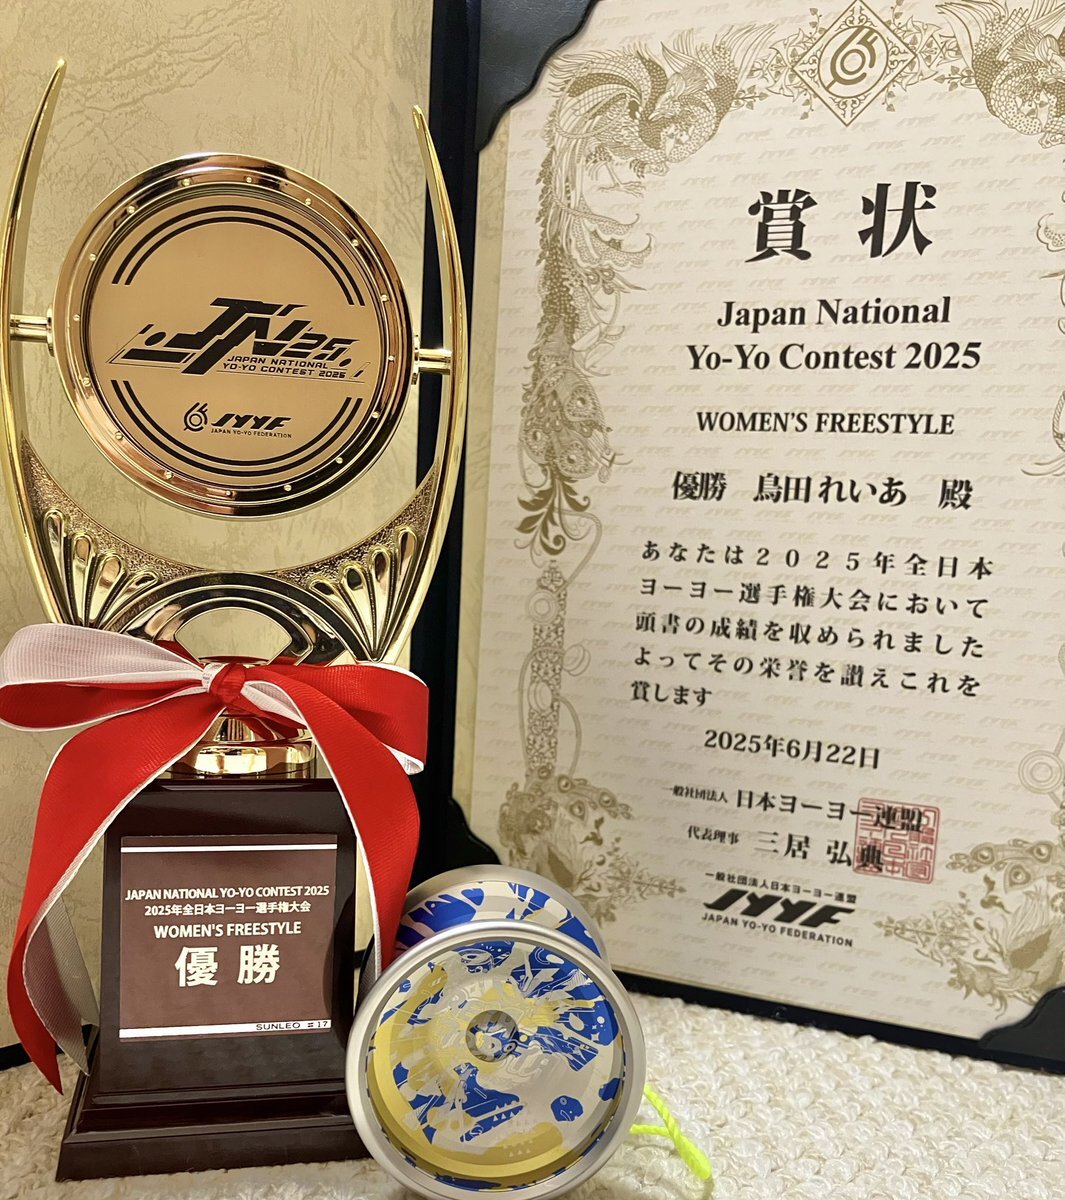 JN25
JAPAN NATIONAL
YO-YO CONTEST 2025
JYYF
JAPAN YO-YO FEDERATION
JAPAN NATIONAL YO-YO CONTEST 2025
2025年全日本ヨーヨー選手権大会
WOMEN'S FREESTYLE
優勝
SUNLEO #17
賞状
Japan National
Yo-Yo Contest 2025
WOMEN'S FREESTYLE
優勝 鳥田れいあ 殿
あなたは2025年全日本
ヨーヨー選手権大会において
頭書の成績を収められました
よってその栄誉を讃えこれを
賞します
2025年6月22日
一般社団法人 日本ヨーヨー連盟
代表理事 三居 弘典
一般社団法人日本ヨーヨー連盟
JYYF
JAPAN YO-YO FEDERATION